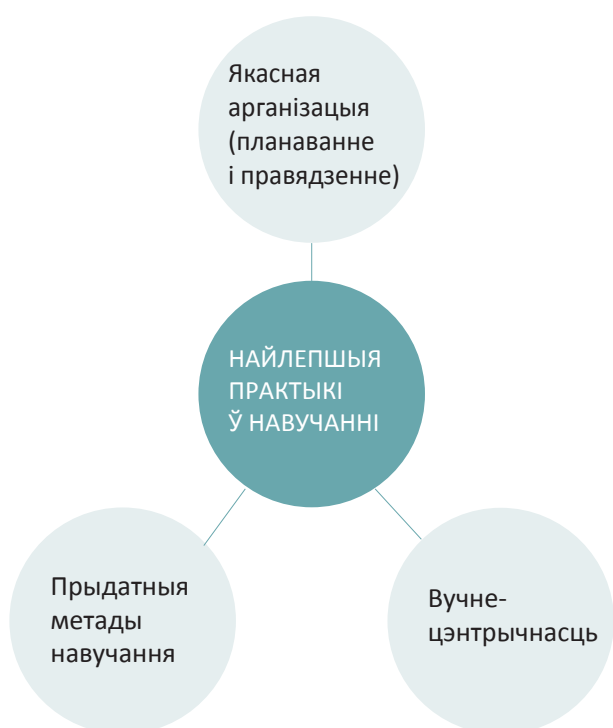 Якасная
арганізацыя
(планаванне
і правядзенне)
НАЙЛЕПШЫЯ
ПРАКТЫКІ
Ў НАВУЧАННІ
Прыдатныя
метады
навучання
Вучне-
цэнтрычнасць